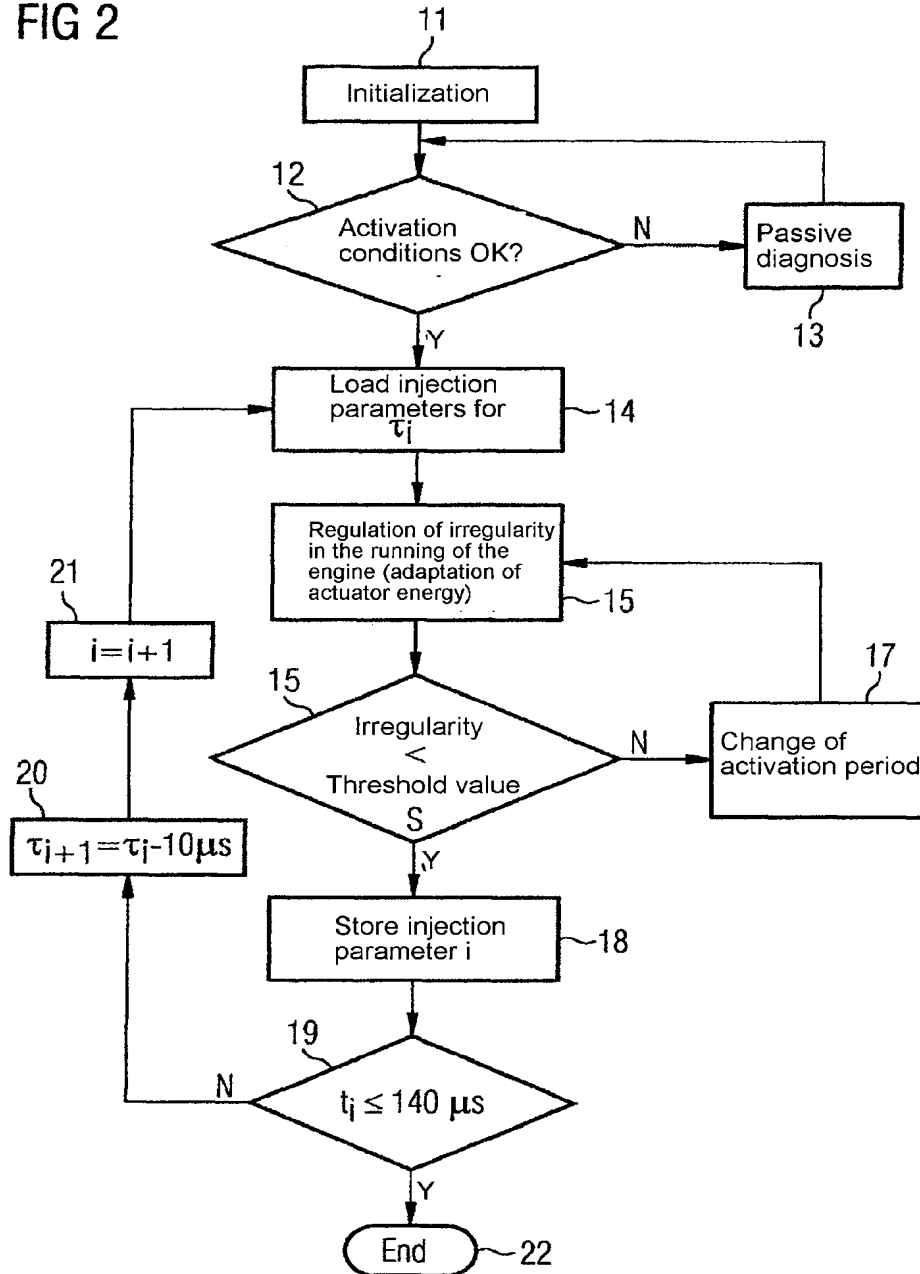 FIG 2
11
Initialization
12
Activation
conditions OK?
N
Passive
diagnosis
13
Y
Load injection
parameters for
τi
14
Regulation of irregularity
in the running of the
engine (adaptation of
actuator energy)
15
21
i=i+1
15
Irregularity
<
Threshold value
S
N
17
Change of
activation period
20
τi+1=τi-10μs
Y
Store injection
parameter i
18
19
N
ti ≤ 140 μs
Y
End
22